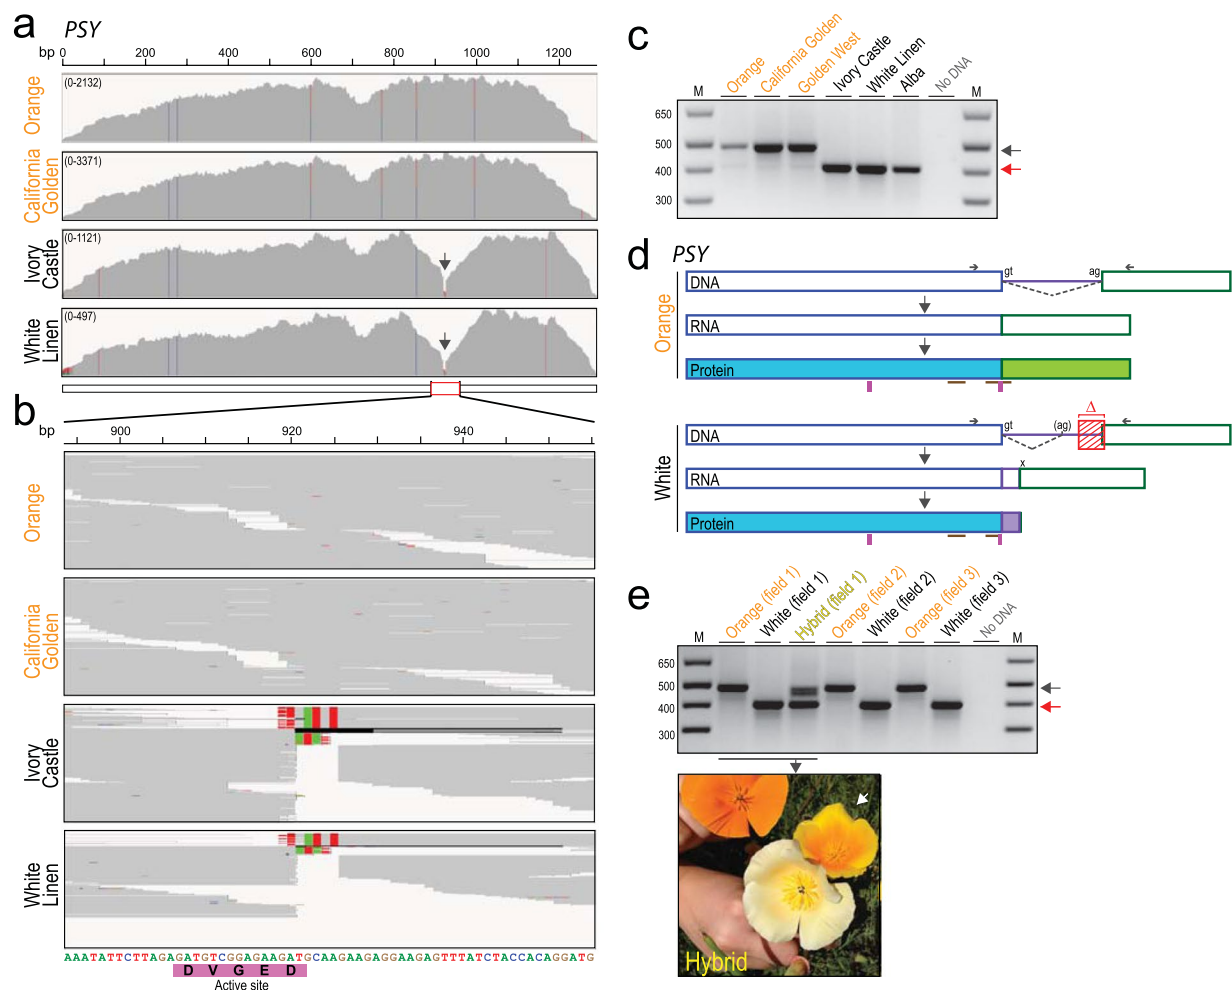 a
PSY
bp 0 200 400 600 800 1000 1200
Orange
(0-2132)
California
Golden
(0-3371)
Ivory
Castle
(0-1121)
White
Linen
(0-497)
b
bp 900 920 940
Orange
California
Golden
Ivory
Castle
White
Linen
AAATATTCTTAGAGATGTCGGAGAAGATGCAAGAAGAGGAAGAGTTTATCTACCACAGGATG
D V G E D
Active site
c
M Orange California Golden Golden West Ivory Castle White Linen Alba No DNA M
650
500
400
300
d
PSY
Orange
DNA gt ag
RNA
Protein
White
Δ
DNA gt (ag)
x
RNA
Protein
e
M Orange (field 1) White (field 1) Hybrid (field 1) Orange (field 2) White (field 2) Orange (field 3) White (field 3) No DNA M
650
500
400
300
Hybrid